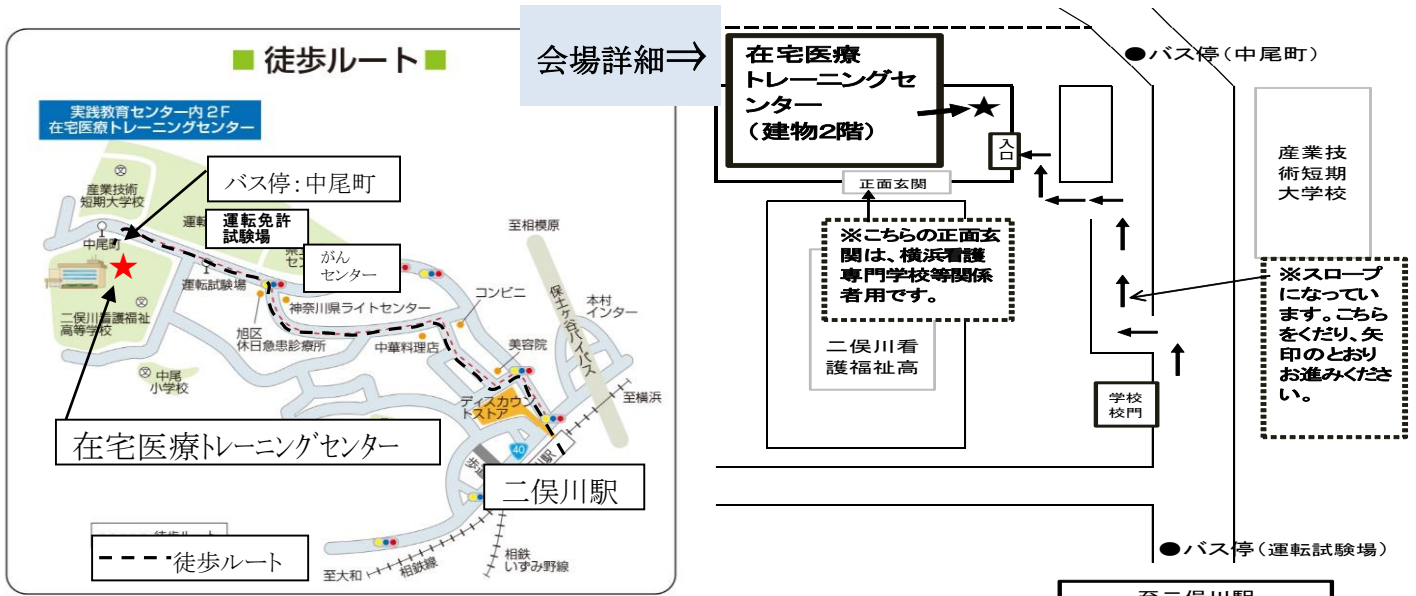 ■ 徒歩ルート ■
実践教育センター内2F
在宅医療トレーニングセンター
バス停：中尾町
産業技術
短期大学校
運転免許
試験場
至相模原
中尾町
がん
センター
運転試験場
神奈川県ライトセンター
コンビニ
保土ヶ谷バイパス
本村
インター
二俣川看護福祉
高等学校
旭区
休日急患診療所
中華料理店
美容院
中尾
小学校
ディスカウン
トストア
至横浜
在宅医療トレーニングセンター
40
二俣川駅
徒歩ルート
至大和
相鉄線
相鉄
いずみ野線
会場詳細⇒
在宅医療
トレーニングセ
ンター
（建物2階）
●バス停（中尾町）
入口
正面玄関
産業技
術短期
大学校
※こちらの正面玄
関は、横浜看護
専門学校等関係
者用です。
※スロープ
になってい
ます。こちら
をくだり、矢
印のとおり
お進みくださ
い。
二俣川看
護福祉高
学校
校門
●バス停（運転試験場）
至二俣川駅